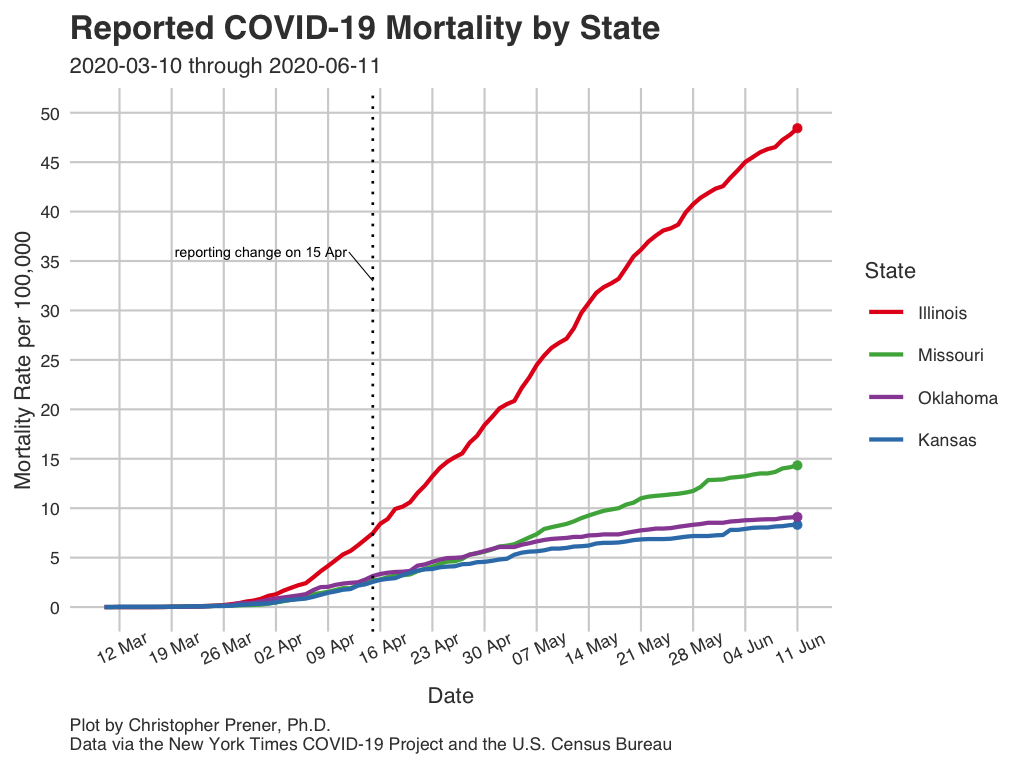 Reported COVID-19 Mortality by State
2020-03-10 through 2020-06-11
Mortality Rate per 100,000
50
45
40
35
30
25
20
15
10
5
0
reporting change on 15 Apr
12 Mar
19 Mar
26 Mar
02 Apr
09 Apr
16 Apr
23 Apr
30 Apr
07 May
14 May
21 May
28 May
04 Jun
11 Jun
Date
State
Illinois
Missouri
Oklahoma
Kansas
Plot by Christopher Prener, Ph.D.
Data via the New York Times COVID-19 Project and the U.S. Census Bureau